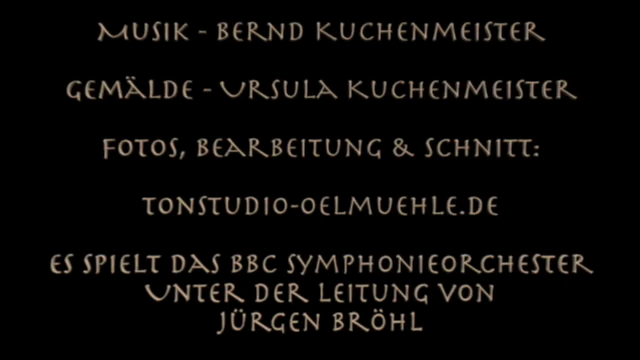 Musik - Bernd Kuchenmeister
Gemälde - Ursula Kuchenmeister
Fotos, Bearbeitung & Schnitt:
tonstudio-oelmuehle.de
Es spielt das BBC Symphonieorchester
Unter der Leitung von
Jürgen Bröhl